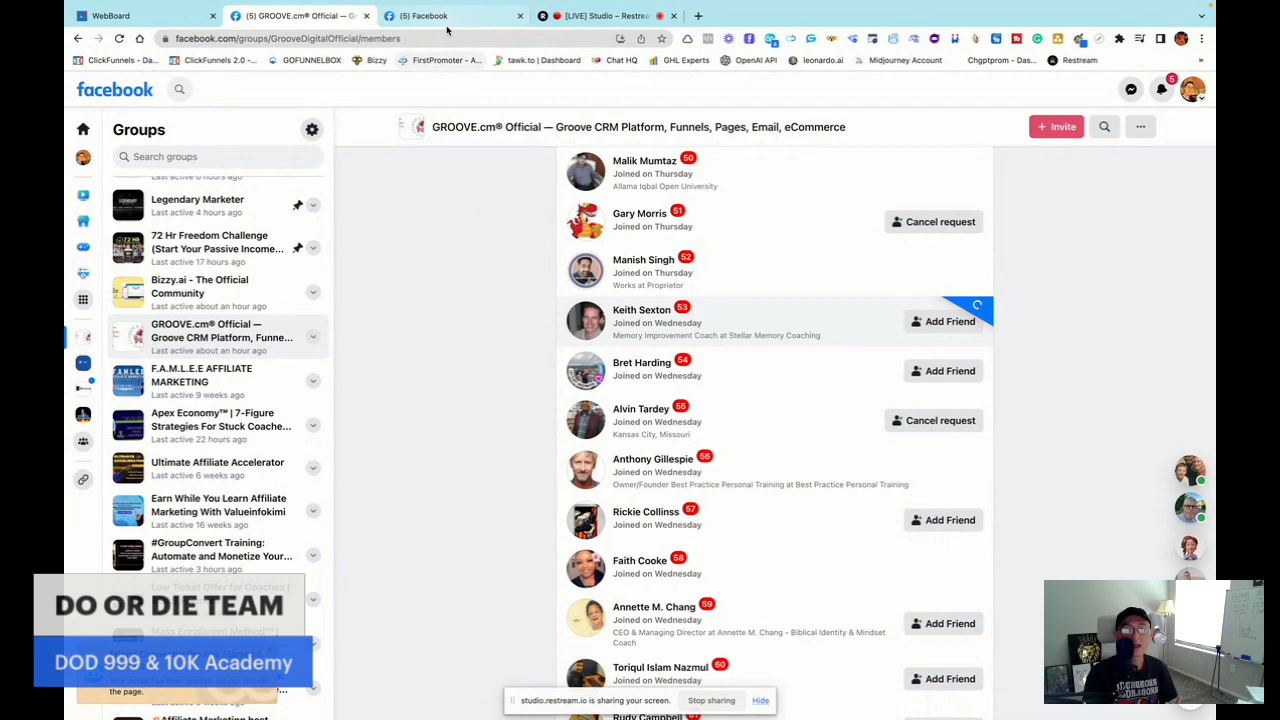 WebBoard
(5) GROOVE.cm® Official — Gr
(5) Facebook
[LIVE] Studio – Restrea
facebook.com/groups/GrooveDigitalOfficial/members
ClickFunnels - Da...
ClickFunnels 2.0 -...
GOFUNNELBOX
Bizzy
FirstPromoter - A...
tawk.to | Dashboard
Chat HQ
GHL Experts
OpenAI API
leonardo.ai
Midjourney Account
Chgptprom - Das...
Restream
»
facebook
5
Groups
Search groups
Legendary Marketer
Last active 4 hours ago
72 Hr Freedom Challenge
(Start Your Passive Income...
Last active 17 hours ago
Bizzy.ai - The Official
Community
Last active about an hour ago
GROOVE.cm® Official —
Groove CRM Platform, Funne...
Last active about an hour ago
F.A.M.L.E.E AFFILIATE
MARKETING
Last active 9 weeks ago
Apex Economy™ | 7-Figure
Strategies For Stuck Coache...
Last active 22 hours ago
Ultimate Affiliate Accelerator
Last active 6 weeks ago
Earn While You Learn Affiliate
Marketing With Valueinfokimi
Last active 16 weeks ago
#GroupConvert Training:
Automate and Monetize Your...
Last active 3 hours ago
Low Ticket Offer for Coaches |
DO OR DIE TEAM
DOD 999 & 10K Academy
the page.
GROOVE.cm® Official — Groove CRM Platform, Funnels, Pages, Email, eCommerce
+ Invite
Malik Mumtaz 50
Joined on Thursday
Allama Iqbal Open University
Gary Morris 51
Joined on Thursday
Cancel request
Manish Singh 52
Joined on Thursday
Works at Proprietor
Keith Sexton 53
Joined on Wednesday
Memory Improvement Coach at Stellar Memory Coaching
Add Friend
Bret Harding 54
Joined on Wednesday
Add Friend
Alvin Tardey 55
Joined on Wednesday
Kansas City, Missouri
Cancel request
Anthony Gillespie 56
Joined on Wednesday
Owner/Founder Best Practice Personal Training at Best Practice Personal Training
Rickie Collinss 57
Joined on Wednesday
Add Friend
Faith Cooke 58
Joined on Wednesday
Annette M. Chang 59
Joined on Wednesday
CEO & Managing Director at Annette M. Chang - Biblical Identity & Mindset
Coach
Add Friend
Toriqul Islam Nazmul 60
Joined on Wednesday
Add Friend
studio.restream.io is sharing your screen.
Stop sharing
Hide
Rudy Campbell
DUNGEONS
DRAGONS